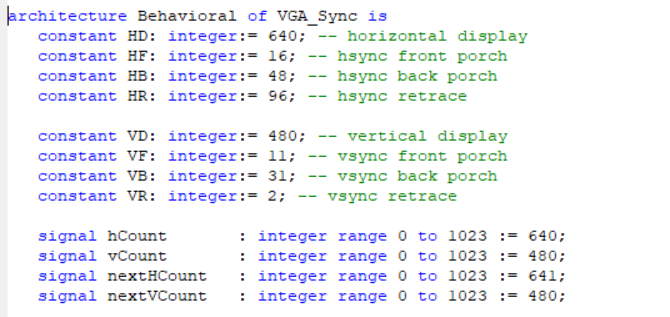 architecture Behavioral of VGA_Sync is
constant HD: integer:= 640; -- horizontal display
constant HF: integer:= 16; -- hsync front porch
constant HB: integer:= 48; -- hsync back porch
constant HR: integer:= 96; -- hsync retrace
constant VD: integer:= 480; -- vertical display
constant VF: integer:= 11; -- vsync front porch
constant VB: integer:= 31; -- vsync back porch
constant VR: integer:= 2; -- vsync retrace
signal hCount : integer range 0 to 1023 := 640;
signal vCount : integer range 0 to 1023 := 480;
signal nextHCount : integer range 0 to 1023 := 641;
signal nextVCount : integer range 0 to 1023 := 480;